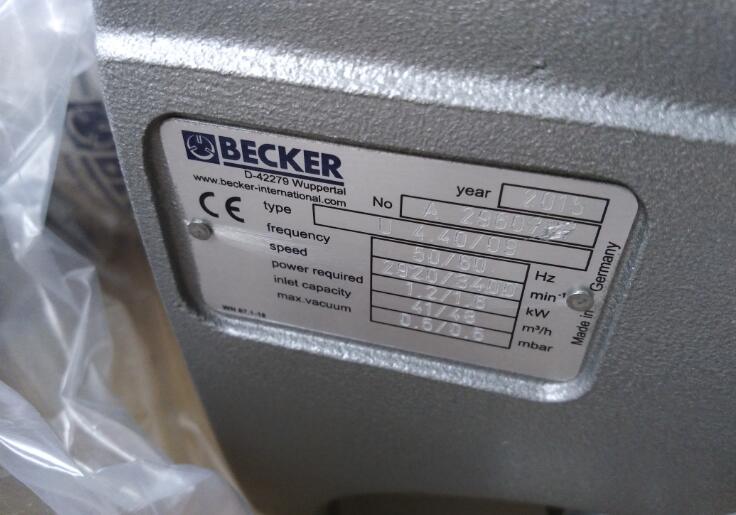 BECKER
D-42279 Wuppertal
www.becker-international.com
CE
year 2015
No A
type U 4.40/09
frequency 50/60 Hz
speed 2920/3400 min⁻¹
power required 1.2/1.8 kW
inlet capacity 41/48 m³/h
max.vacuum 0.5/0.5 mbar
Made in Germany